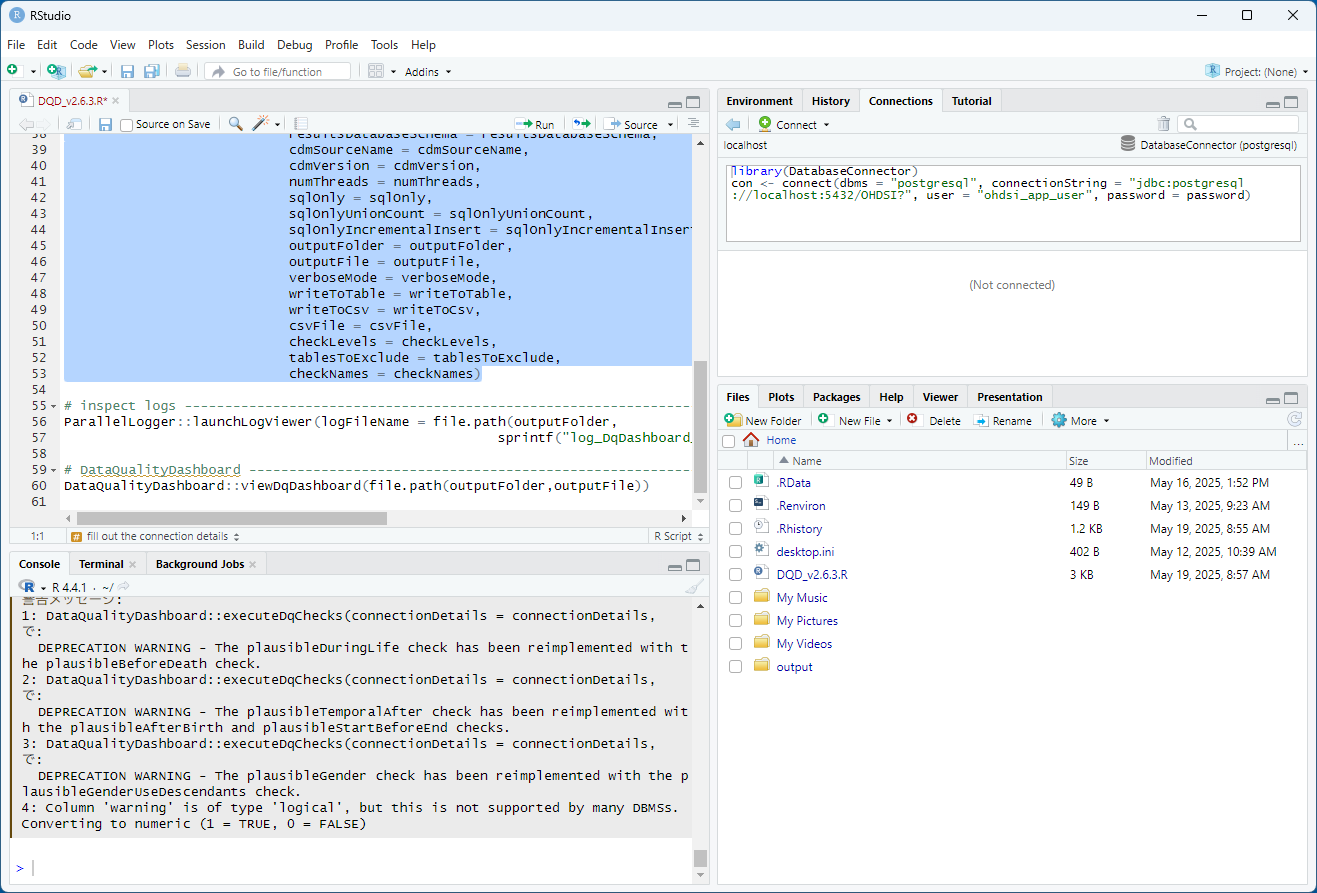 RStudio
File Edit Code View Plots Session Build Debug Profile Tools Help
Go to file/function Addins Project: (None)
DQD_v2.6.3.R*
Source on Save Run Source
38 resultsDatabaseSchema = resultsDatabaseSchema,
39 cdmSourceName = cdmSourceName,
40 cdmVersion = cdmVersion,
41 numThreads = numThreads,
42 sqlOnly = sqlOnly,
43 sqlOnlyUnionCount = sqlOnlyUnionCount,
44 sqlOnlyIncrementalInsert = sqlOnlyIncrementalInser
45 outputFolder = outputFolder,
46 outputFile = outputFile,
47 verboseMode = verboseMode,
48 writeToTable = writeToTable,
49 writeToCsv = writeToCsv,
50 csvFile = csvFile,
51 checkLevels = checkLevels,
52 tablesToExclude = tablesToExclude,
53 checkNames = checkNames)
54
55 # inspect logs -------------------------------------------------------------------
56 ParallelLogger::launchLogViewer(logFileName = file.path(outputFolder,
57 sprintf("log_DqDashboard_
58
59 # DataQualityDashboard -----------------------------------------------------------
60 DataQualityDashboard::viewDqDashboard(file.path(outputFolder,outputFile))
61
1:1 # fill out the connection details R Script
Console Terminal Background Jobs
R 4.4.1 · ~/
警告メッセージ:
1: DataQualityDashboard::executeDqChecks(connectionDetails = connectionDetails,
で:
DEPRECATION WARNING - The plausibleDuringLife check has been reimplemented with t
he plausibleBeforeDeath check.
2: DataQualityDashboard::executeDqChecks(connectionDetails = connectionDetails,
で:
DEPRECATION WARNING - The plausibleTemporalAfter check has been reimplemented wit
h the plausibleAfterBirth and plausibleStartBeforeEnd checks.
3: DataQualityDashboard::executeDqChecks(connectionDetails = connectionDetails,
で:
DEPRECATION WARNING - The plausibleGender check has been reimplemented with the p
lausibleGenderUseDescendants check.
4: Column 'warning' is of type 'logical', but this is not supported by many DBMSs.
Converting to numeric (1 = TRUE, 0 = FALSE)
>
Environment History Connections Tutorial
Connect
localhost DatabaseConnector (postgresql)
library(DatabaseConnector)
con <- connect(dbms = "postgresql", connectionString = "jdbc:postgresql
://localhost:5432/OHDSI?", user = "ohdsi_app_user", password = password)
(Not connected)
Files Plots Packages Help Viewer Presentation
New Folder New File Delete Rename More
Home ...
Name Size Modified
.RData 49 B May 16, 2025, 1:52 PM
.Renviron 149 B May 13, 2025, 9:23 AM
.Rhistory 1.2 KB May 19, 2025, 8:55 AM
desktop.ini 402 B May 12, 2025, 10:39 AM
DQD_v2.6.3.R 3 KB May 19, 2025, 8:57 AM
My Music
My Pictures
My Videos
output